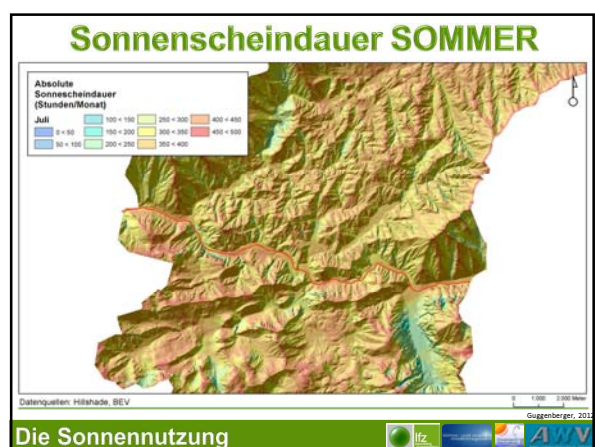 Sonnenscheindauer SOMMER
Absolute
Sonnescheindauer
(Stunden/Monat)
Juli
0 < 50
50 < 100
100 < 150
150 < 200
200 < 250
250 < 300
300 < 350
350 < 400
400 < 450
450 < 500
Datenquellen: Hillshade, BEV
0 1.000 2.000 Meter
Guggenberger, 2012
Die Sonnennutzung
lfz
AWV